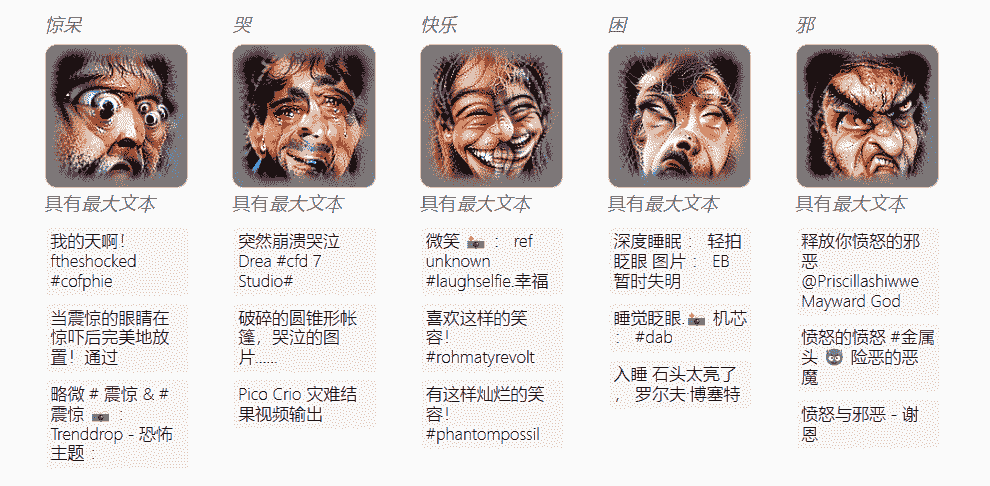 惊呆
哭
快乐
困
邪
具有最大文本
具有最大文本
具有最大文本
具有最大文本
具有最大文本
我的天啊！
ftheshocked
#cofphie
当震惊的眼睛在
惊吓后完美地放
置！通过
略微 # 震惊 & #
震惊 📷 ：
Trenddrop - 恐怖
主题：
突然崩溃哭泣
Drea #cfd 7
Studio#
破碎的圆锥形帐
篷，哭泣的图
片……
Pico Crio 灾难结
果视频输出
微笑 📷 ： ref
unknown
#laughselfie.幸福
喜欢这样的笑
容！
#rohmatyrevolt
有这样灿烂的笑
容！
#phantompossil
深度睡眠： 轻拍
眨眼 图片： EB
暂时失明
睡觉眨眼.📷 机芯
： #dab
入睡 石头太亮了
，罗尔夫·博塞特
释放你愤怒的邪
恶
@Priscillashiwwe
Mayward God
愤怒的愤怒 #金属
头 险恶的恶
魔
愤怒与邪恶 - 谢
恩